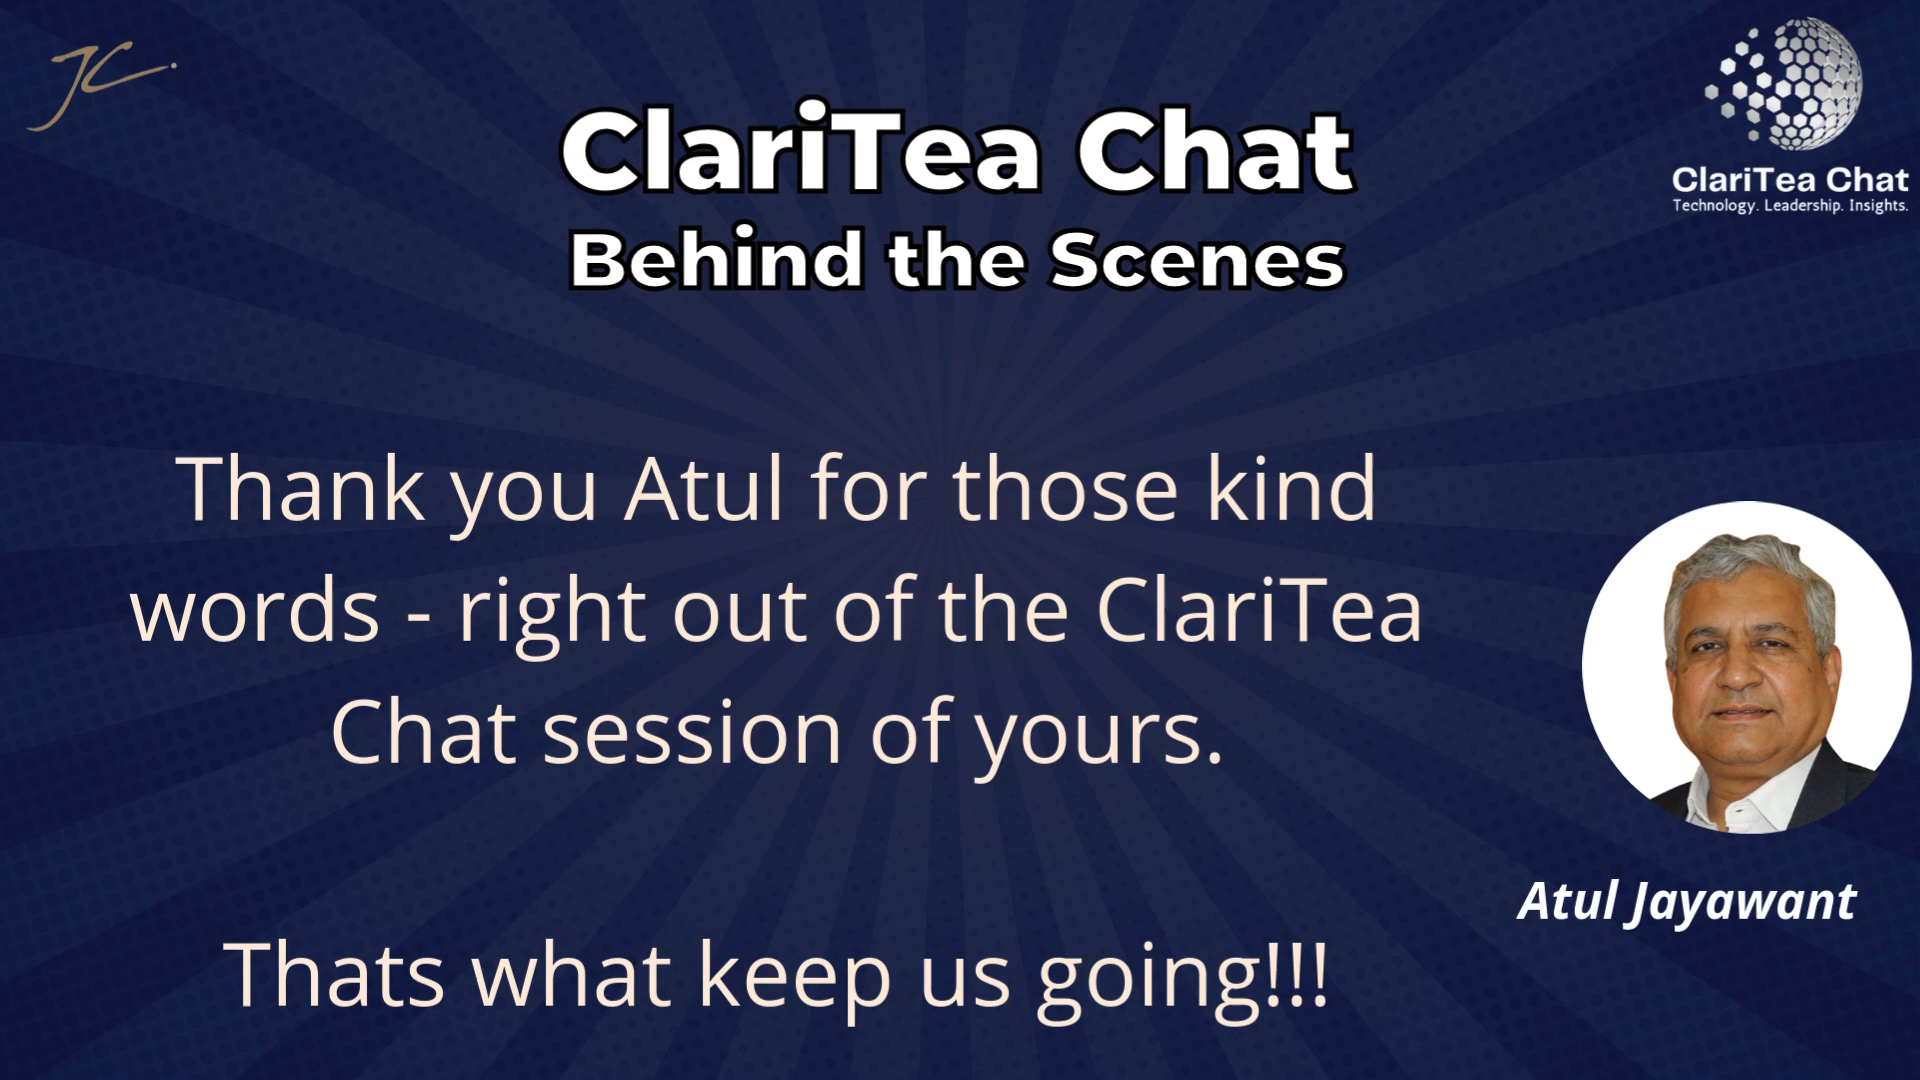 JC.
ClariTea Chat
Technology. Leadership. Insights.
ClariTea Chat
Behind the Scenes
Thank you Atul for those kind
words - right out of the ClariTea
Chat session of yours.
Thats what keep us going!!!
Atul Jayawant